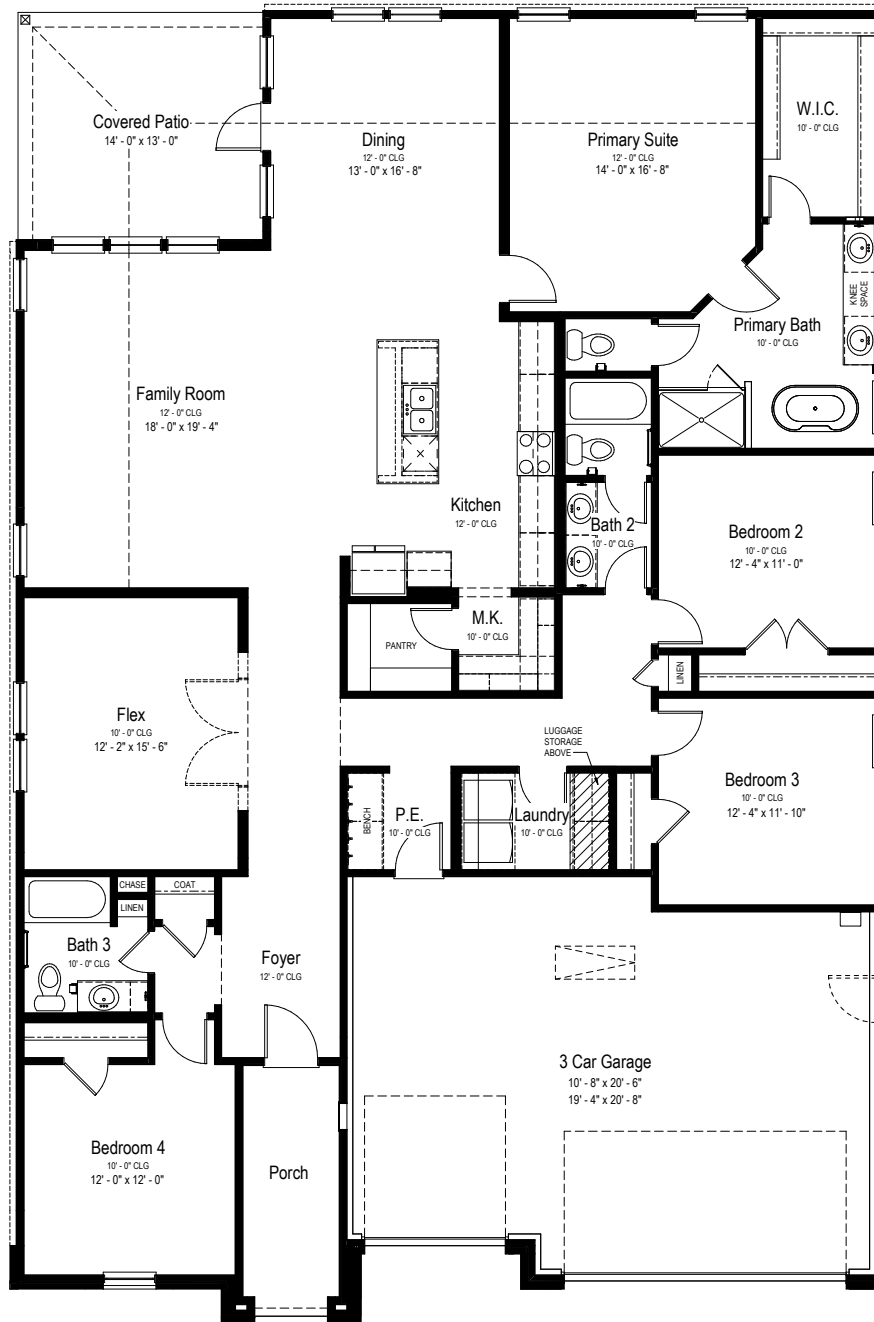 Covered Patio
14' - 0" x 13' - 0"
Dining
12' - 0" CLG
13' - 0" x 16' - 8"
Primary Suite
12' - 0" CLG
14' - 0" x 16' - 8"
W.I.C.
10' - 0" CLG
KNEE
SPACE
Primary Bath
10' - 0" CLG
Family Room
12' - 0" CLG
18' - 0" x 19' - 4"
Kitchen
12' - 0" CLG
Bath 2
10' - 0" CLG
Bedroom 2
10' - 0" CLG
12' - 4" x 11' - 0"
M.K.
10' - 0" CLG
PANTRY
LINEN
Flex
10' - 0" CLG
12' - 2" x 15' - 6"
LUGGAGE
STORAGE
ABOVE
BENCH
P.E.
10' - 0" CLG
Laundry
10' - 0" CLG
Bedroom 3
10' - 0" CLG
12' - 4" x 11' - 10"
CHASE
COAT
LINEN
Bath 3
10' - 0" CLG
Foyer
12' - 0" CLG
3 Car Garage
10' - 8" x 20' - 6"
19' - 4" x 20' - 8"
Bedroom 4
10' - 0" CLG
12' - 0" x 12' - 0"
Porch